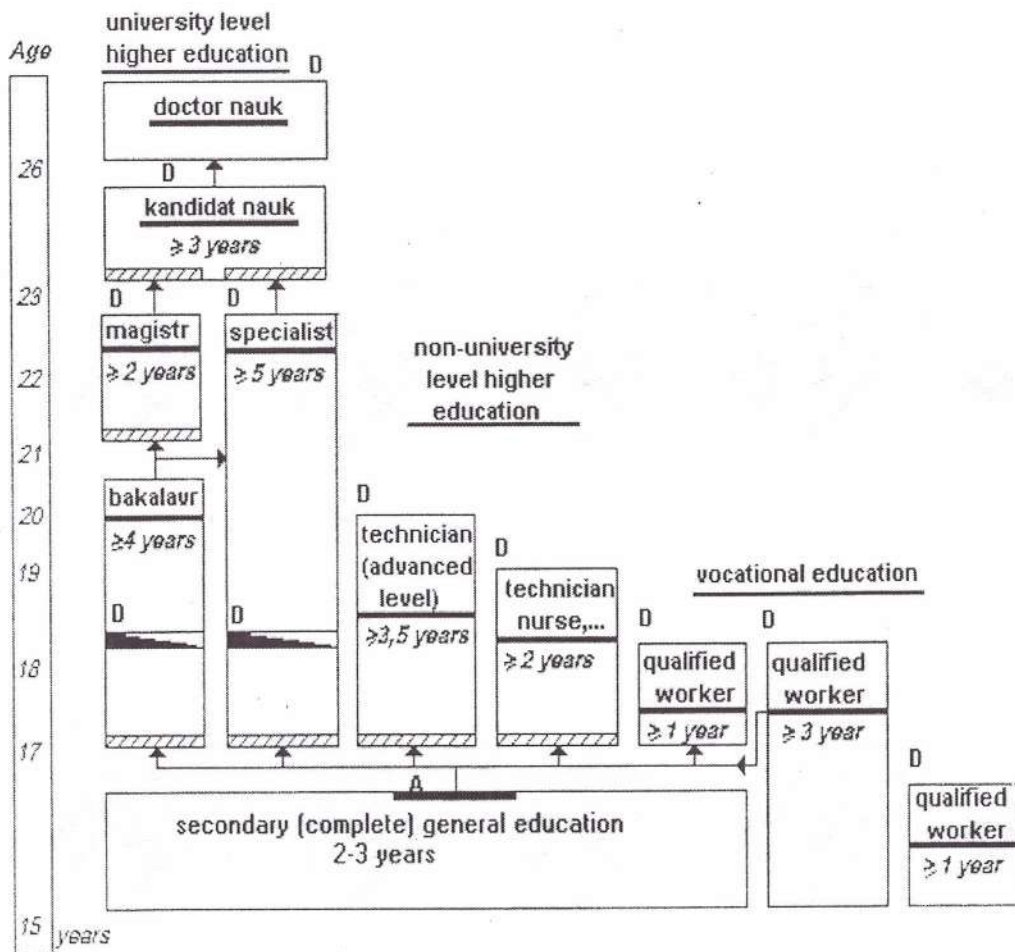 university level
higher education
Age
D
doctor nauk
26
D
kandidat nauk
⩾ 3 years
23
D
D
magistr
specialist
⩾ 2 years
⩾ 5 years
22
non-university
level higher
education
21
bakalavr
⩾4 years
20
D
technician
(advanced
level)
⩾3,5 years
19
D
technician
nurse,...
⩾ 2 years
vocational education
D
D
D
D
18
qualified
worker
⩾ 1 year
qualified
worker
⩾ 3 year
17
D
qualified
worker
⩾ 1 year
A
secondary (complete) general education
2-3 years
15
years